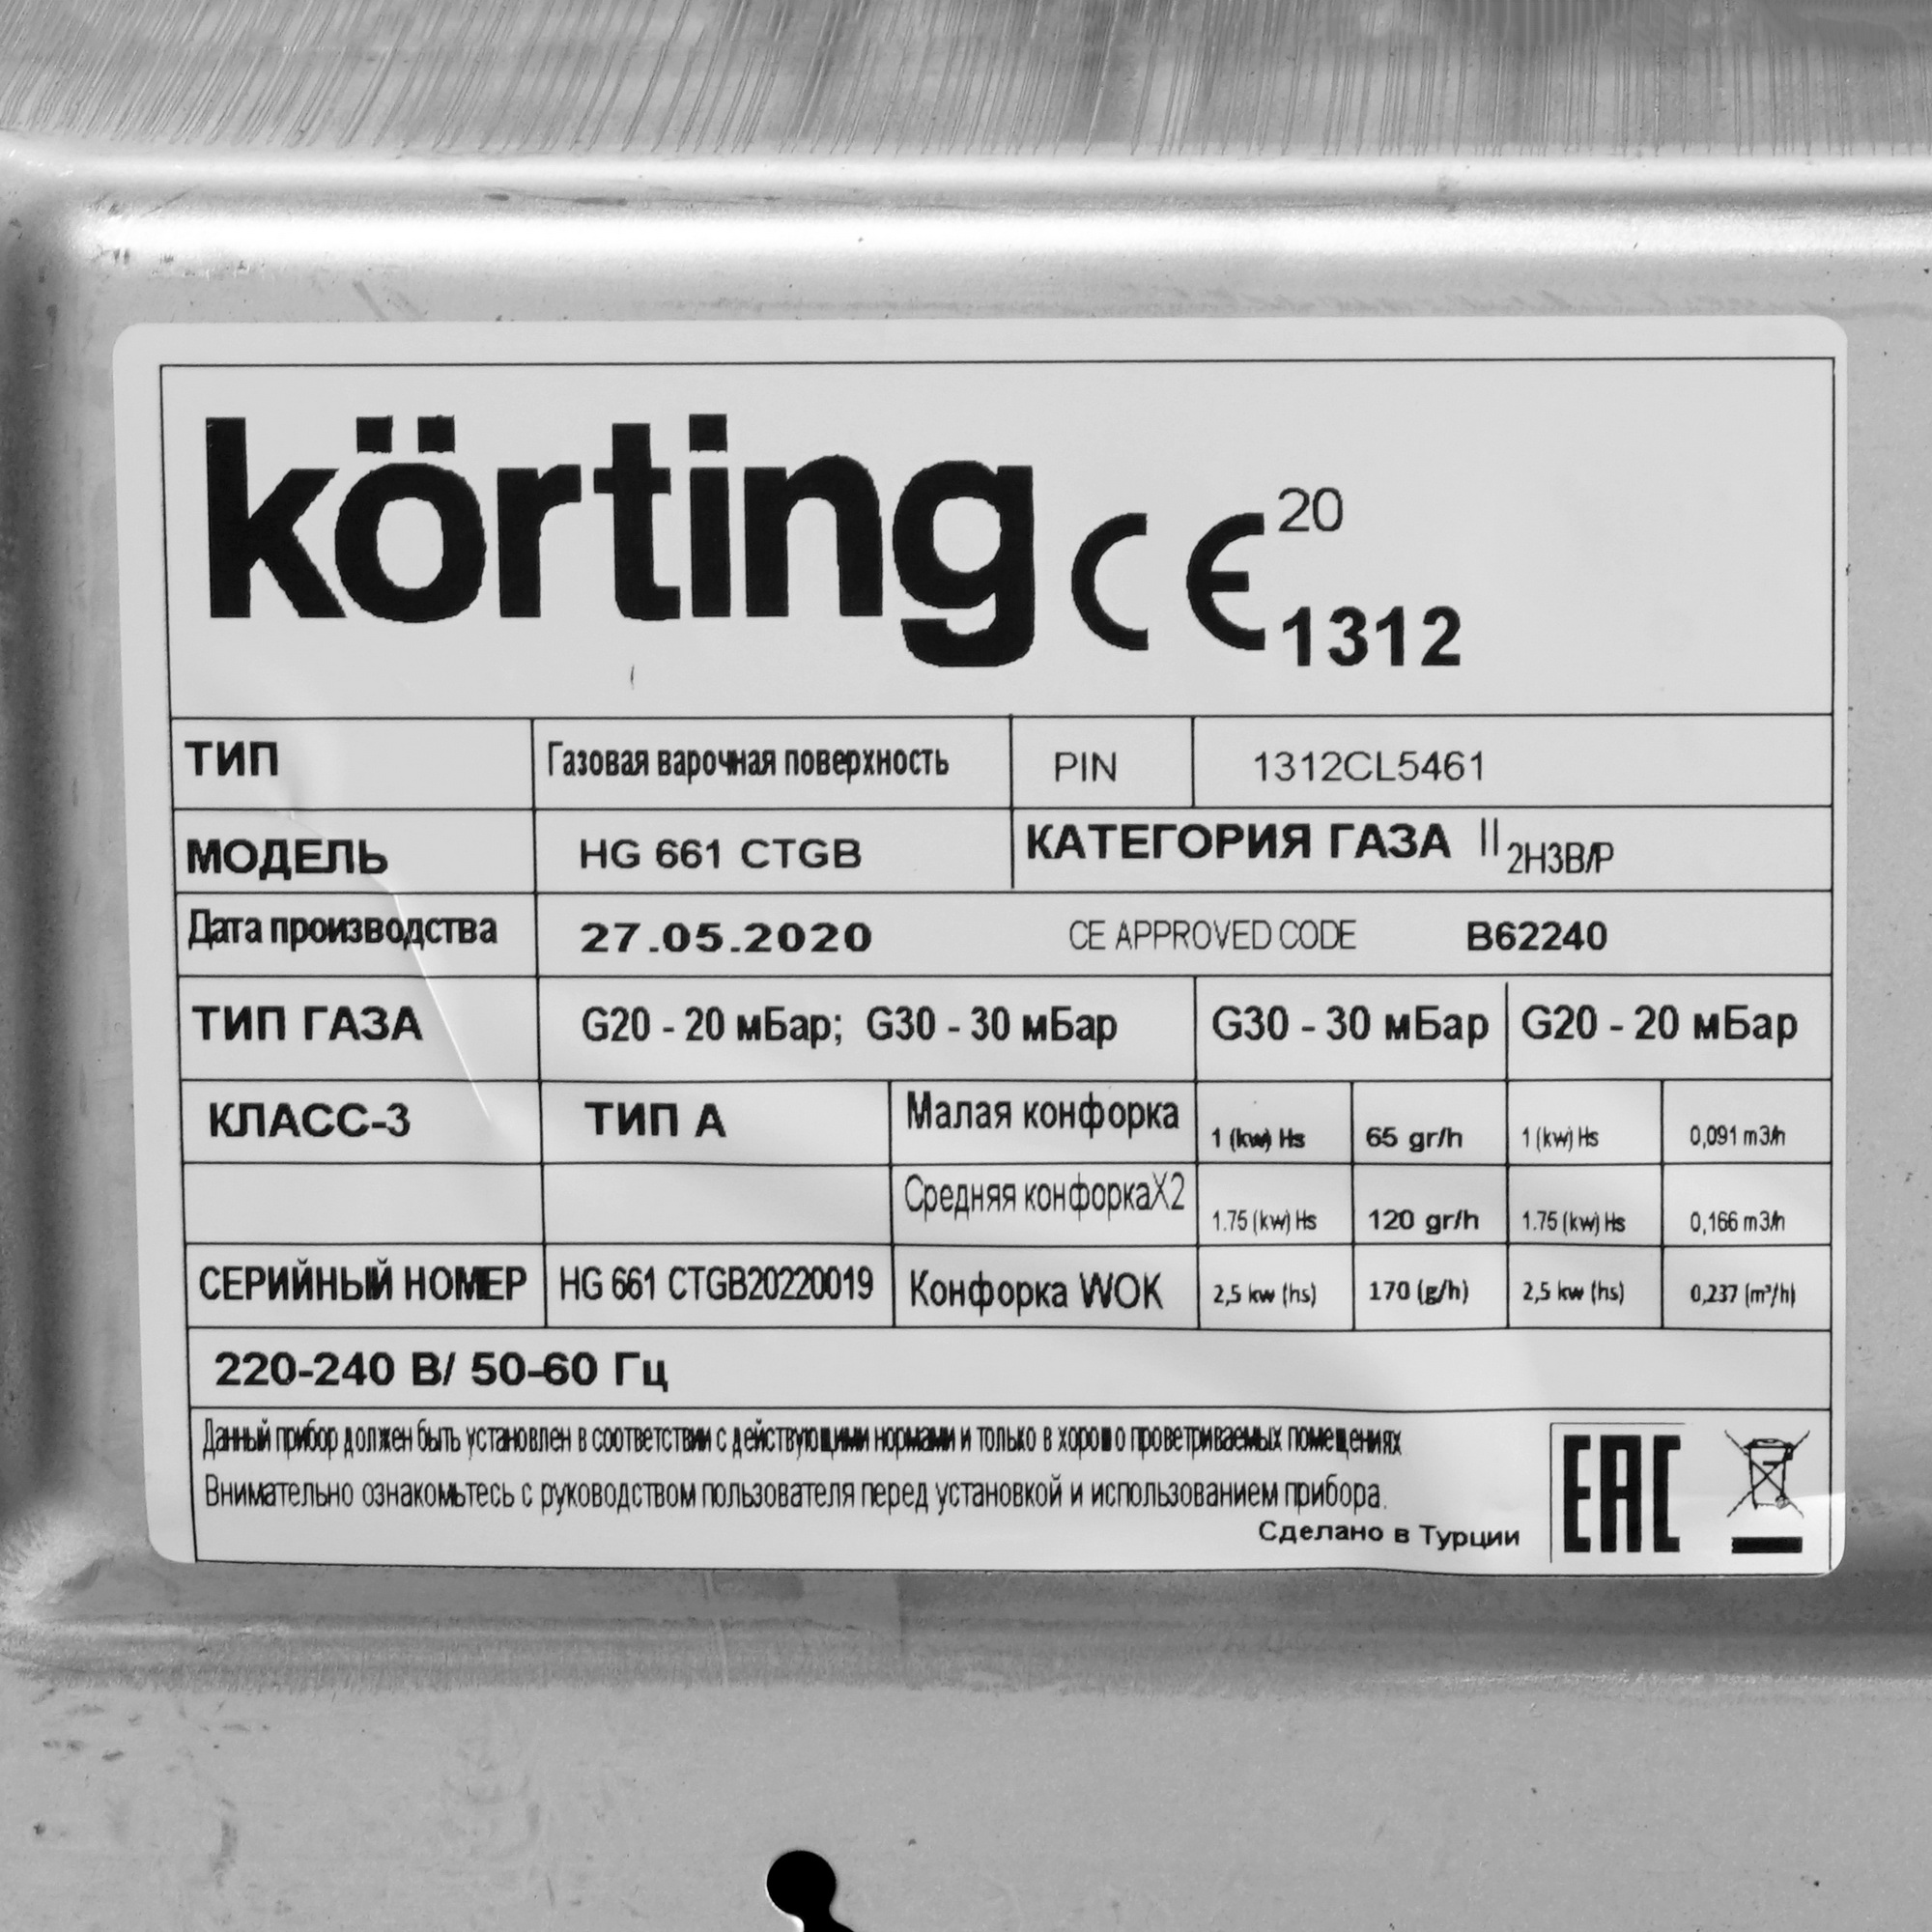 körting CE 20
1312
ТИП Газовая варочная поверхность PIN 1312CL5461
МОДЕЛЬ HG 661 CTGB КАТЕГОРИЯ ГАЗА II 2H3B/P
Дата производства 27.05.2020 CE APPROVED CODE B62240
ТИП ГАЗА G20 - 20 мБар; G30 - 30 мБар G30 - 30 мБар G20 - 20 мБар
КЛАСС-3 ТИП А Малая конфорка 1 (kw) Hs 65 gr/h 1 (kw) Hs 0,091 m3/h
Средняя конфоркаX2 1.75 (kw) Hs 120 gr/h 1.75 (kw) Hs 0,166 m3/h
СЕРИЙНЫЙ НОМЕР HG 661 CTGB20220019 Конфорка WOK 2,5 kw (hs) 170 (g/h) 2,5 kw (hs) 0,237 (m³/h)
220-240 В/ 50-60 Гц
Данный прибор должен быть установлен в соответствии с действующими нормами и только в хорошо проветриваемых помещениях
Внимательно ознакомьтесь с руководством пользователя перед установкой и использованием прибора.
Сделано в Турции
EAC